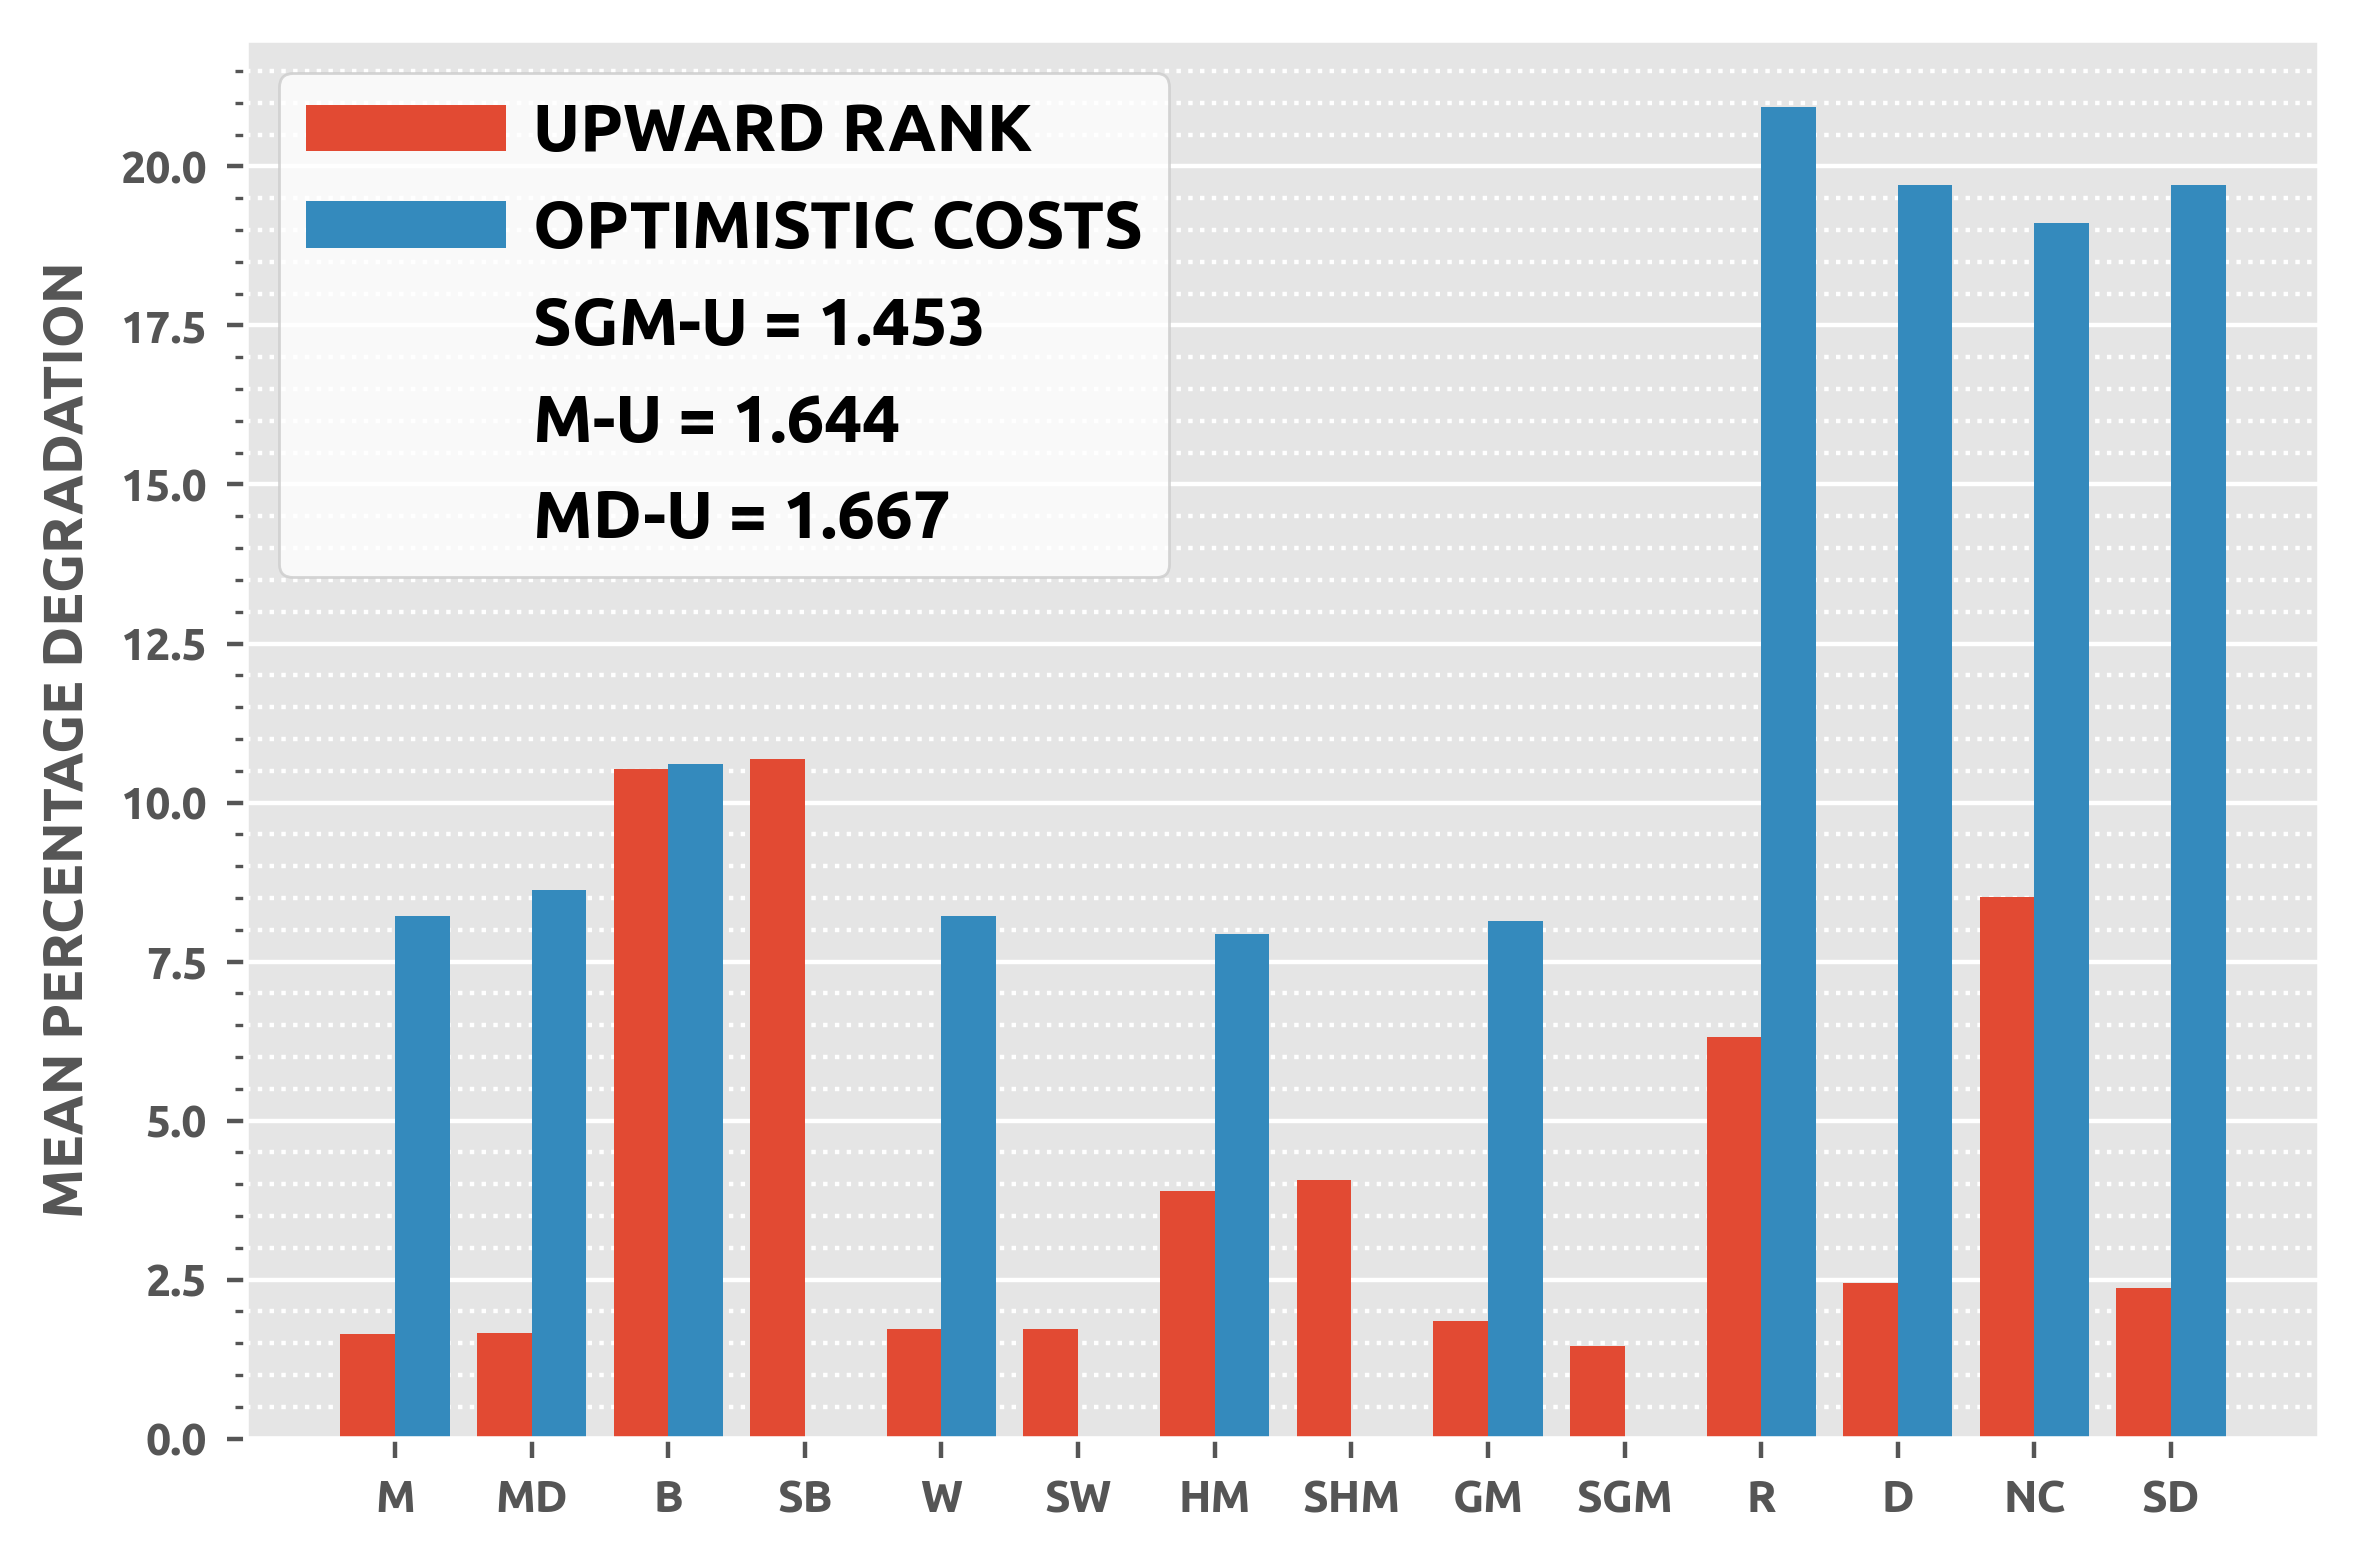 UPWARD RANK
OPTIMISTIC COSTS
SGM-U = 1.453
M-U = 1.644
MD-U = 1.667
MEAN PERCENTAGE DEGRADATION
20.0
17.5
15.0
12.5
10.0
7.5
5.0
2.5
0.0
M MD B SB W SW HM SHM GM SGM R D NC SD